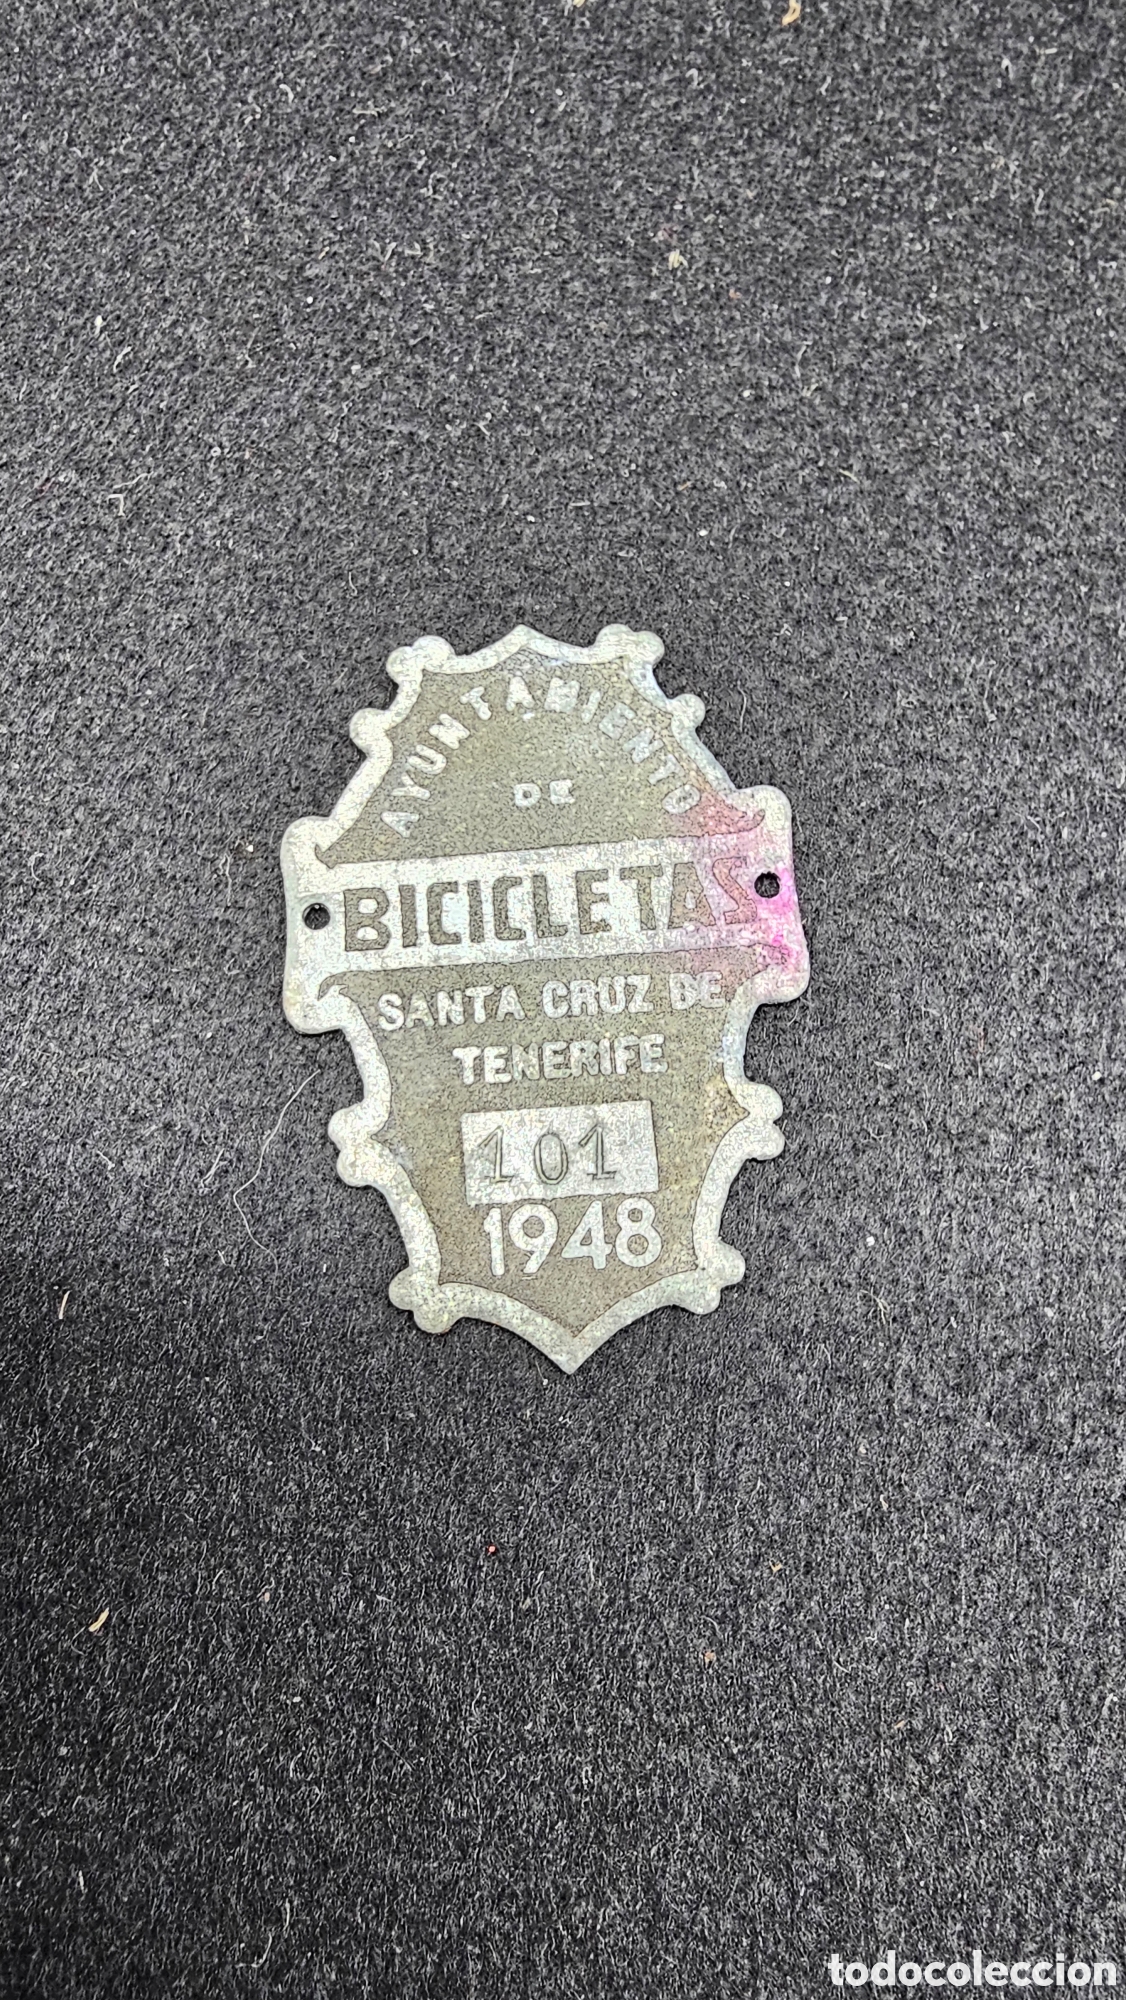 AYUNTAMIENTO
DE
BICICLETAS
SANTA CRUZ DE
TENERIFE
101
1948
todocoleccion